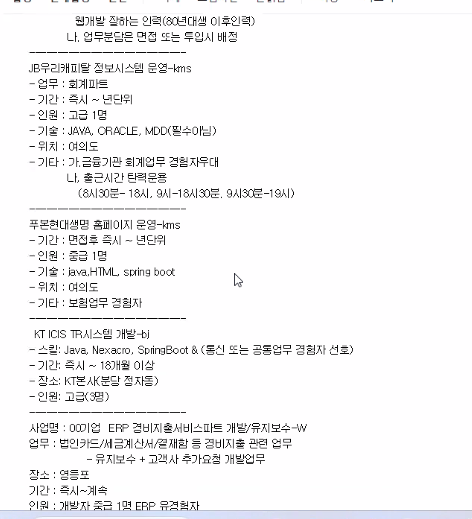 웹개발 잘하는 인력(80년대생 이후인력)
나. 업무분담은 면접 또는 투입시 배정
------------------------------------
JB우리캐피탈 정보시스템 운영-kms
- 업무 : 회계파트
- 기간 : 즉시 ~ 년단위
- 인원 : 고급 1명
- 기술 : JAVA, ORACLE, MDD(필수아님)
- 위치 : 여의도
- 기타 : 가.금융기관 회계업무 경험자우대
나. 출근시간 탄력운용
(8시30분- 18시, 9시-18시30분, 9시30분-19시)
------------------------------------
푸본현대생명 홈페이지 운영-kms
- 기간 : 면접후 즉시 ~ 년단위
- 인원 : 중급 1명
- 기술 : java,HTML, spring boot
- 위치 : 여의도
- 기타 : 보험업무 경험자
------------------------------------
KT ICIS TR시스템 개발-bj
- 스킬: Java, Nexacro, SpringBoot & (통신 또는 공통업무 경험자 선호)
- 기간: 즉시 ~ 18개월 이상
- 장소: KT본사(분당 정자동)
- 인원: 고급(3명)
------------------------------------
사업명 : 00기업 ERP 경비지출서비스파트 개발/유지보수-W
업무 : 법인카드/세금계산서/결재함 등 경비지출 관련 업무
- 유지보수 + 고객사 추가요청 개발업무
장소 : 영등포
기간 : 즉시~계속
인원 : 개발자 중급 1명 ERP 유경험자